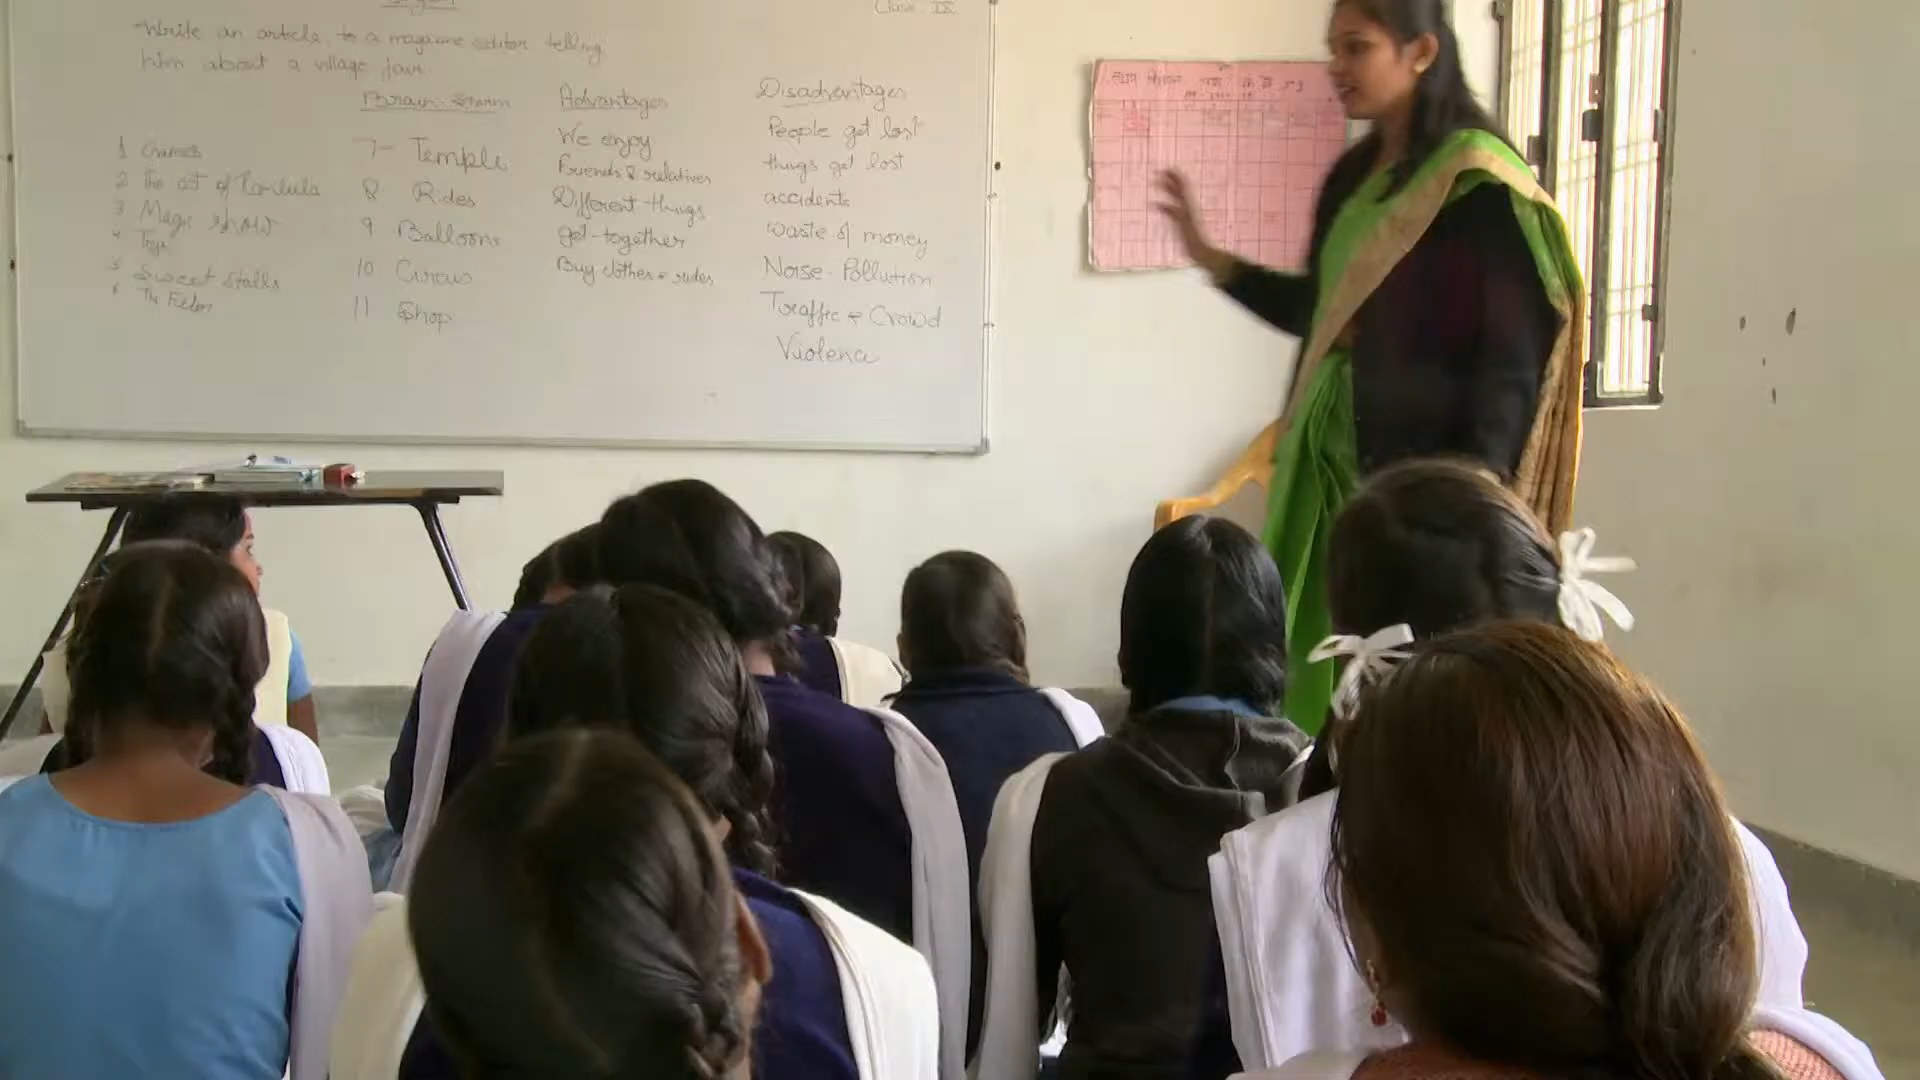 Class - IX
Write an article, to a magazine editor telling
him about a village fair
Brain-Storm
1 Games
2 The art of
3 Magic show
4 Toys
5 Sweet Stalls
6 The
7- Temple
8 Rides
9 Balloons
10 Circus
11 Shop
Advantages
We enjoy
Friends & relatives
Different-things
get-together
Buy clothes & rides
Disadvantages
People get lost
things get lost
accidents
waste of money
Noise-Pollution
Traffic & Crowd
Violence